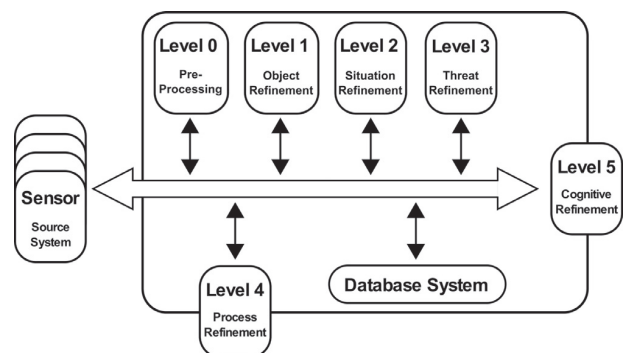 Level 0
Pre-
Processing
Level 1
Object
Refinement
Level 2
Situation
Refinement
Level 3
Threat
Refinement
Sensor
Source
System
Level 5
Cognitive
Refinement
Level 4
Process
Refinement
Database System